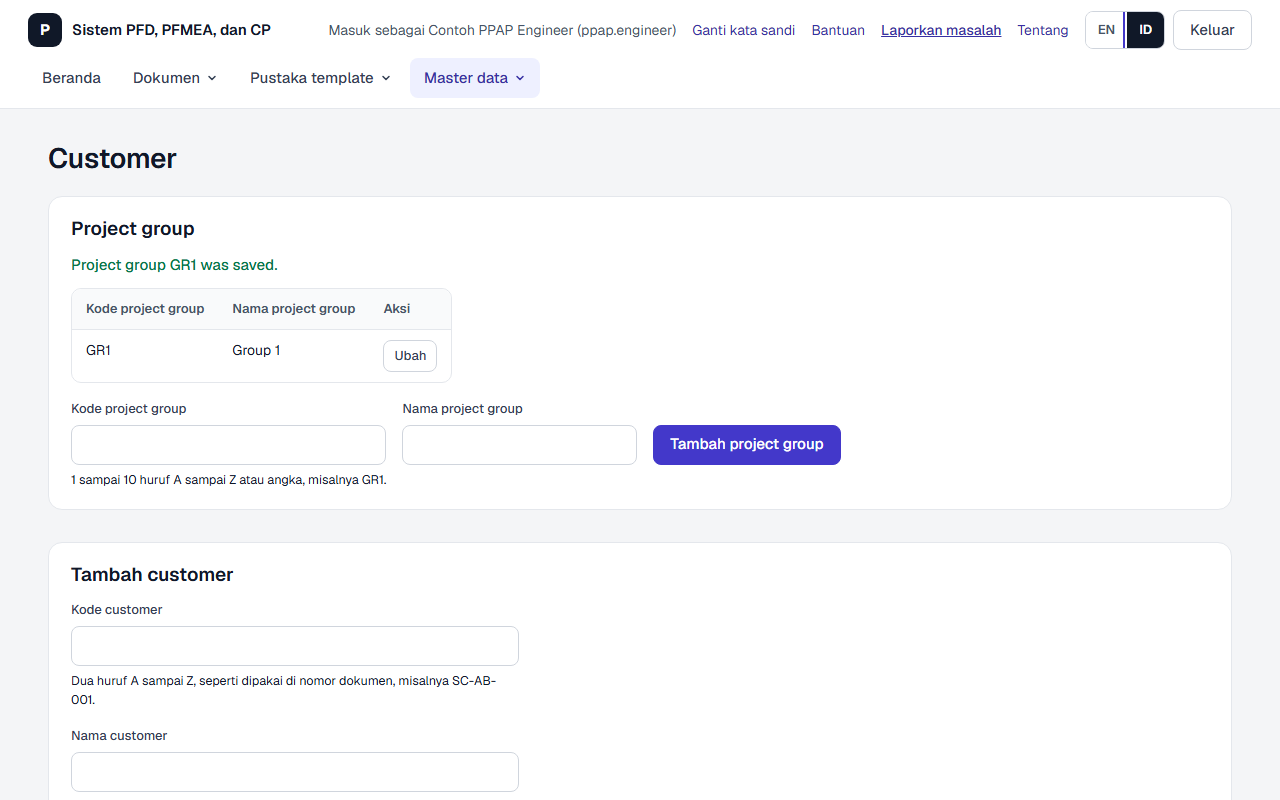 P
Sistem PFD, PFMEA, dan CP
Masuk sebagai Contoh PPAP Engineer (ppap.engineer)
Ganti kata sandi
Bantuan
Laporkan masalah
Tentang
EN
ID
Keluar
Beranda
Dokumen
Pustaka template
Master data
Customer
Project group
Project group GR1 was saved.
Kode project group
Nama project group
Aksi
GR1
Group 1
Ubah
Kode project group
Nama project group
Tambah project group
1 sampai 10 huruf A sampai Z atau angka, misalnya GR1.
Tambah customer
Kode customer
Dua huruf A sampai Z, seperti dipakai di nomor dokumen, misalnya SC-AB-
001.
Nama customer